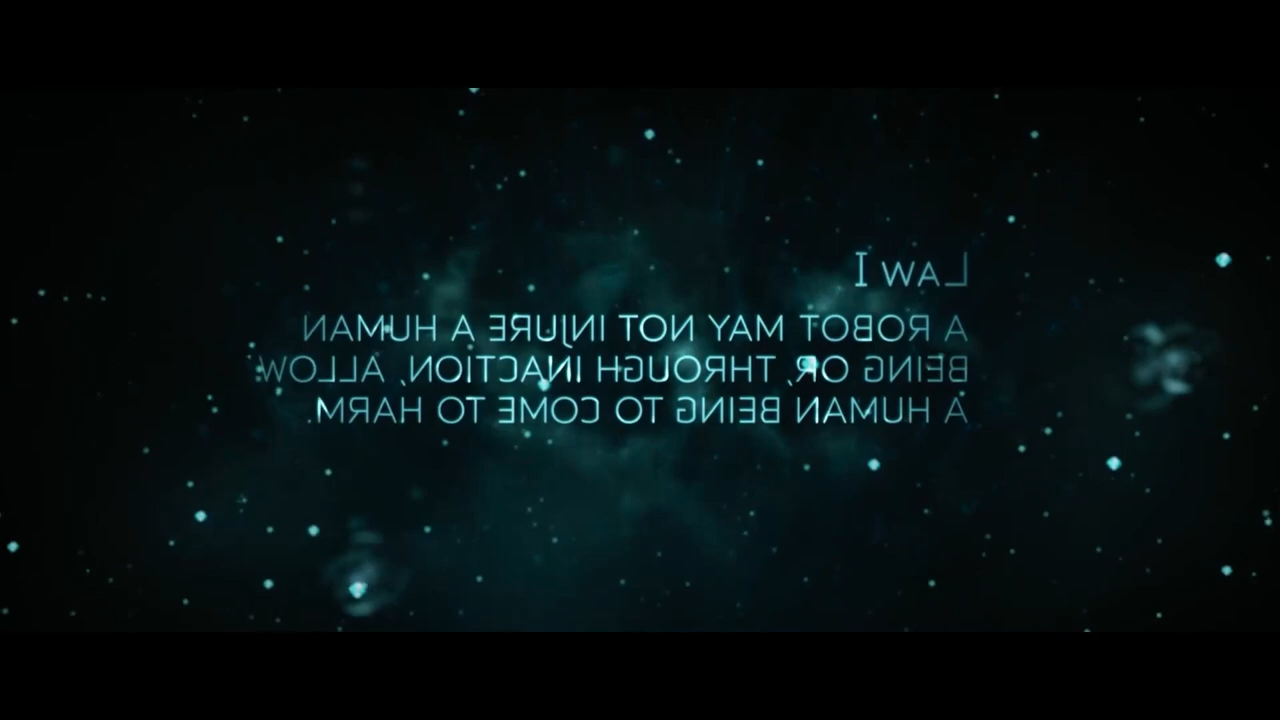 Law I
A ROBOT MAY NOT INJURE A HUMAN
BEING OR, THROUGH INACTION, ALLOW
A HUMAN BEING TO COME TO HARM.